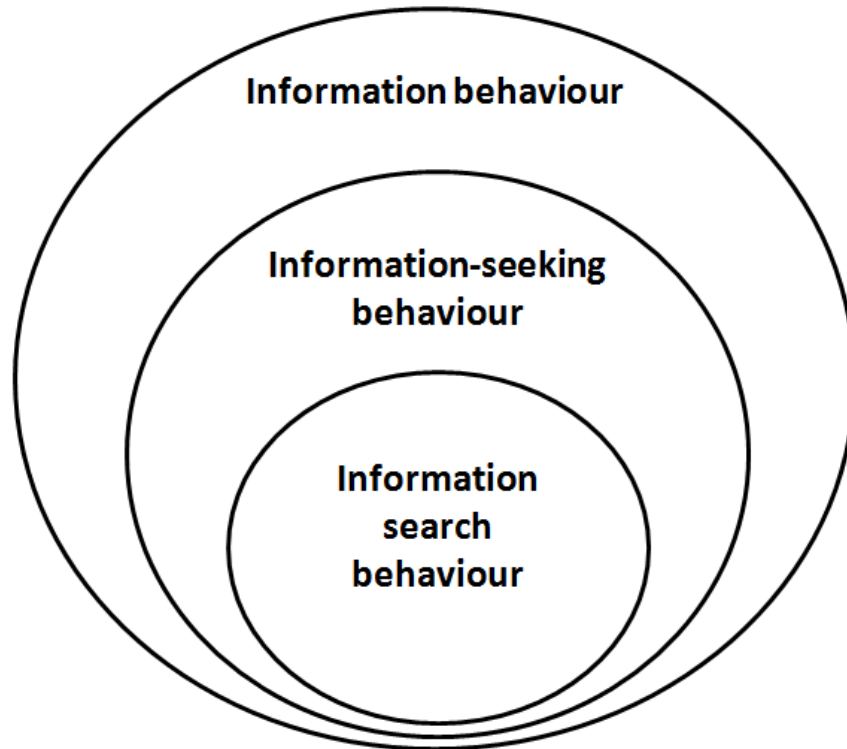 Information behaviour
Information-seeking
behaviour
Information
search
behaviour